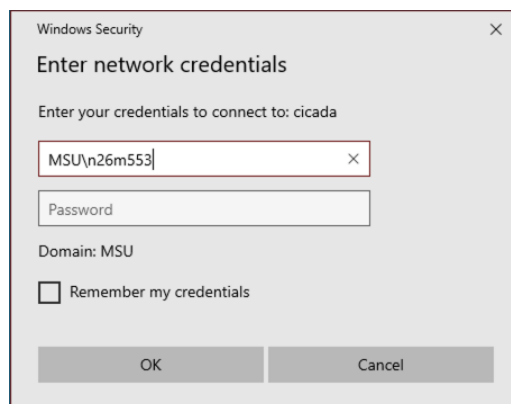 Windows Security
Enter network credentials
Enter your credentials to connect to: cicada
MSU\n26m553
Password
Domain: MSU
Remember my credentials
OK
Cancel